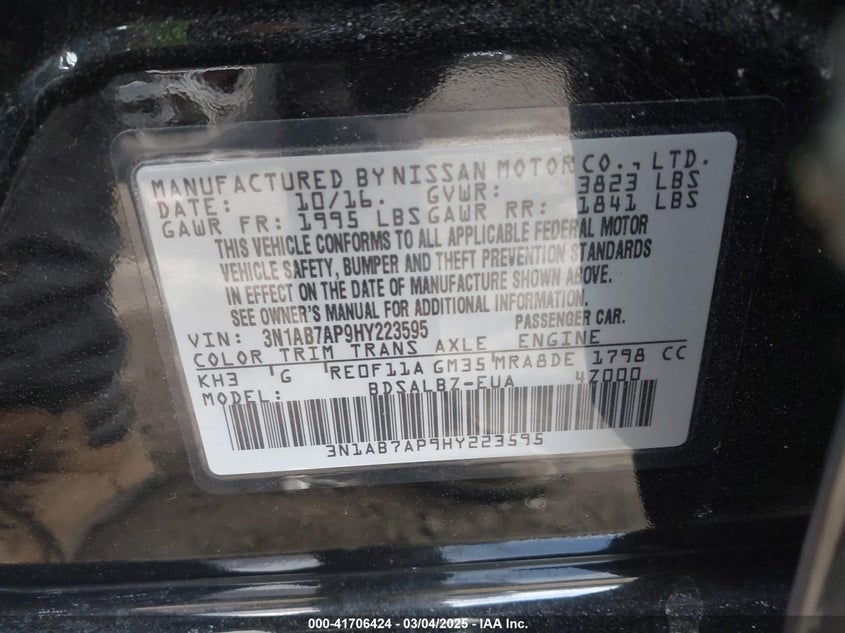 MANUFACTURED BY NISSAN MOTOR CO., LTD.
DATE: 10/16. GVWR: 3823 LBS
GAWR FR: 1995 LBS GAWR RR: 1841 LBS
THIS VEHICLE CONFORMS TO ALL APPLICABLE FEDERAL MOTOR
VEHICLE SAFETY, BUMPER AND THEFT PREVENTION STANDARDS
IN EFFECT ON THE DATE OF MANUFACTURE SHOWN ABOVE.
SEE OWNER'S MANUAL FOR ADDITIONAL INFORMATION.
VIN: 3N1AB7AP9HY223595 PASSENGER CAR.
COLOR TRIM TRANS AXLE ENGINE
KH3 G RE0F11A GM35 MRA8DE 1798 CC
MODEL: BDSALBZ-EUA 4Z000
3N1AB7AP9HY223595
000-41706424 - 03/04/2025 - IAA Inc.